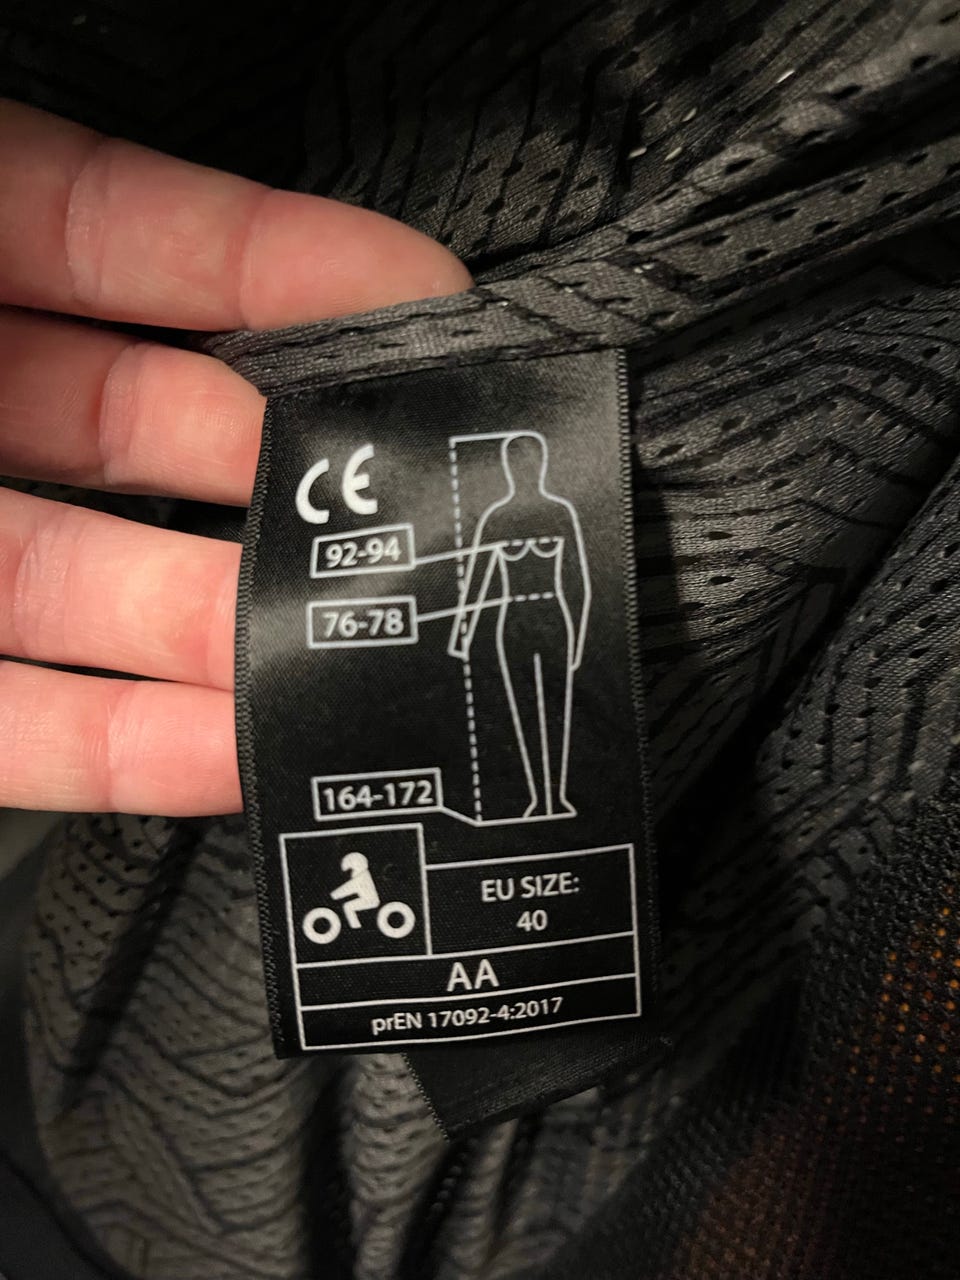 CE
92-94
76-78
164-172
EU SIZE:
40
AA
prEN 17092-4:2017